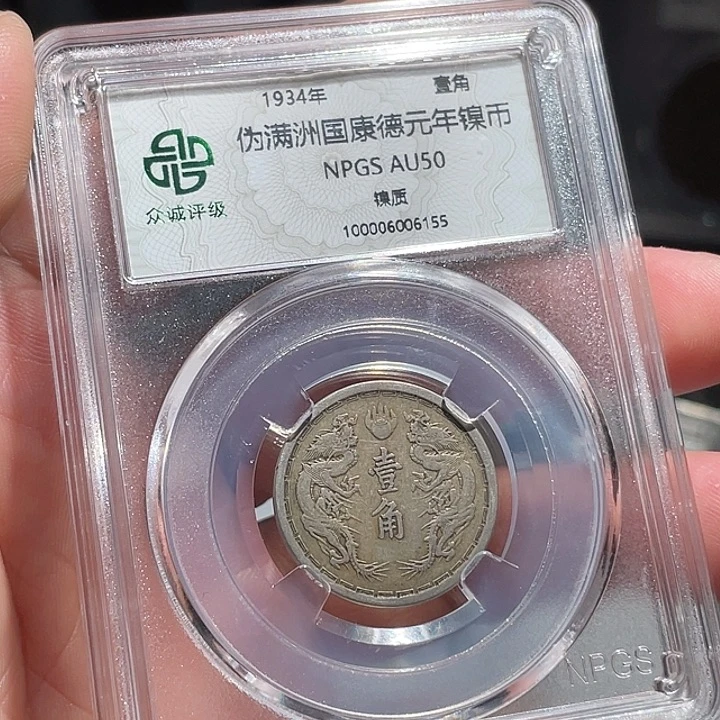 1934年 壹角
伪满洲国康德元年镍币
NPGS AU50
镍质
100006006155
众诚评级
壹
角
NPGS